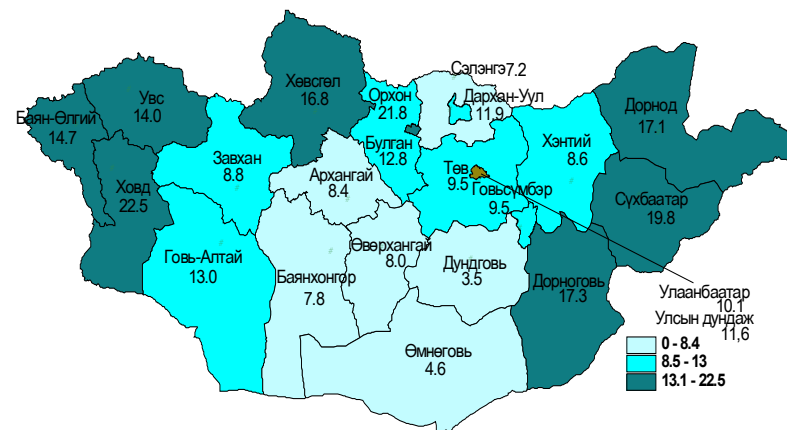 Сэлэнгэ 7.2
Хөвсгөл
16.8
Орхон
21.8
Дархан-Уул
11.9
Увс
14.0
Баян-Өлгий
14.7
Дорнод
17.1
Булган
12.8
Хэнтий
8.6
Завхан
8.8
Төв
9.5
Архангай
8.4
Говьсүмбэр
9.5
Ховд
22.5
Сүхбаатар
19.8
Өвөрхангай
8.0
Говь-Алтай
13.0
Баянхонгор
7.8
Дундговь
3.5
Дорноговь
17.3
Улаанбаатар
10.1
Улсын дундаж
11,6
Өмнөговь
4.6
0 - 8.4
8.5 - 13
13.1 - 22.5